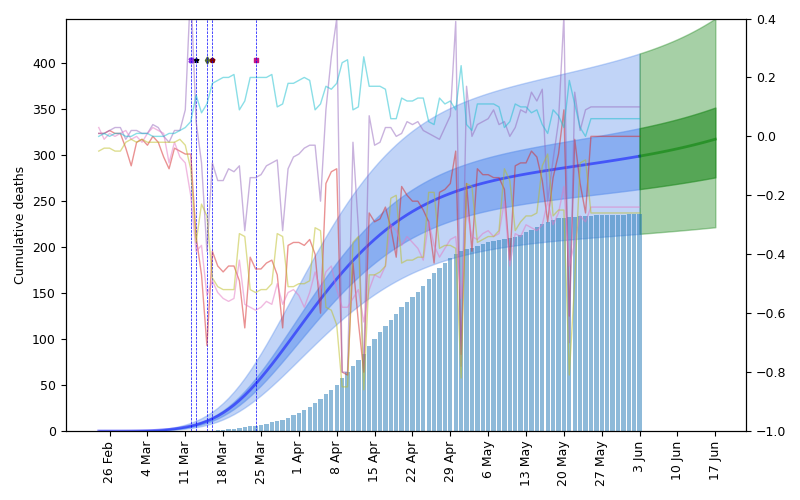 Cumulative deaths
400
350
300
250
200
150
100
50
0
0.4
0.2
0.0
−0.2
−0.4
−0.6
−0.8
−1.0
26 Feb
4 Mar
11 Mar
18 Mar
25 Mar
1 Apr
8 Apr
15 Apr
22 Apr
29 Apr
6 May
13 May
20 May
27 May
3 Jun
10 Jun
17 Jun